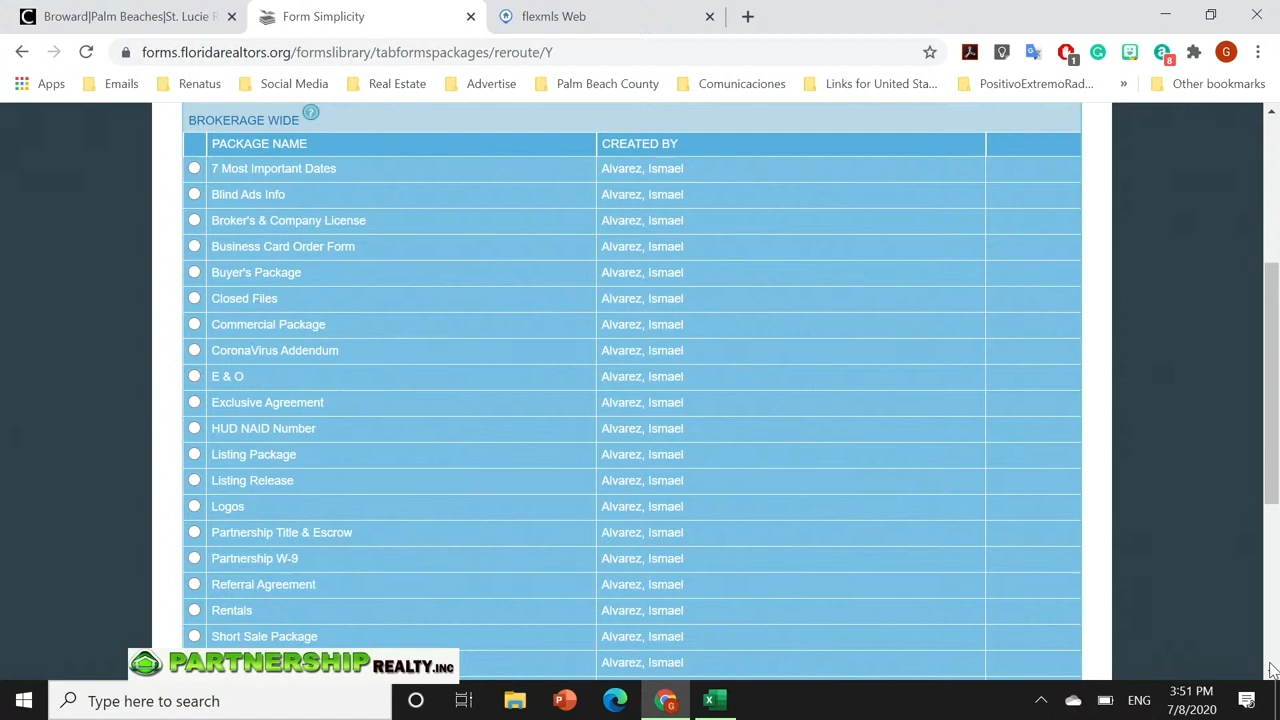 Broward|Palm Beaches|St. Lucie R
Form Simplicity
flexmls Web
forms.floridarealtors.org/formslibrary/tabformspackages/reroute/Y
1
8
G
Apps
Emails
Renatus
Social Media
Real Estate
Advertise
Palm Beach County
Comunicaciones
Links for United Sta...
PositivoExtremoRad...
»
Other bookmarks
BROKERAGE WIDE ?
PACKAGE NAME CREATED BY
7 Most Important Dates Alvarez, Ismael
Blind Ads Info Alvarez, Ismael
Broker's & Company License Alvarez, Ismael
Business Card Order Form Alvarez, Ismael
Buyer's Package Alvarez, Ismael
Closed Files Alvarez, Ismael
Commercial Package Alvarez, Ismael
CoronaVirus Addendum Alvarez, Ismael
E & O Alvarez, Ismael
Exclusive Agreement Alvarez, Ismael
HUD NAID Number Alvarez, Ismael
Listing Package Alvarez, Ismael
Listing Release Alvarez, Ismael
Logos Alvarez, Ismael
Partnership Title & Escrow Alvarez, Ismael
Partnership W-9 Alvarez, Ismael
Referral Agreement Alvarez, Ismael
Rentals Alvarez, Ismael
Short Sale Package Alvarez, Ismael
Alvarez, Ismael
PARTNERSHIP REALTY.INC
Type here to search
ENG
3:51 PM
7/8/2020